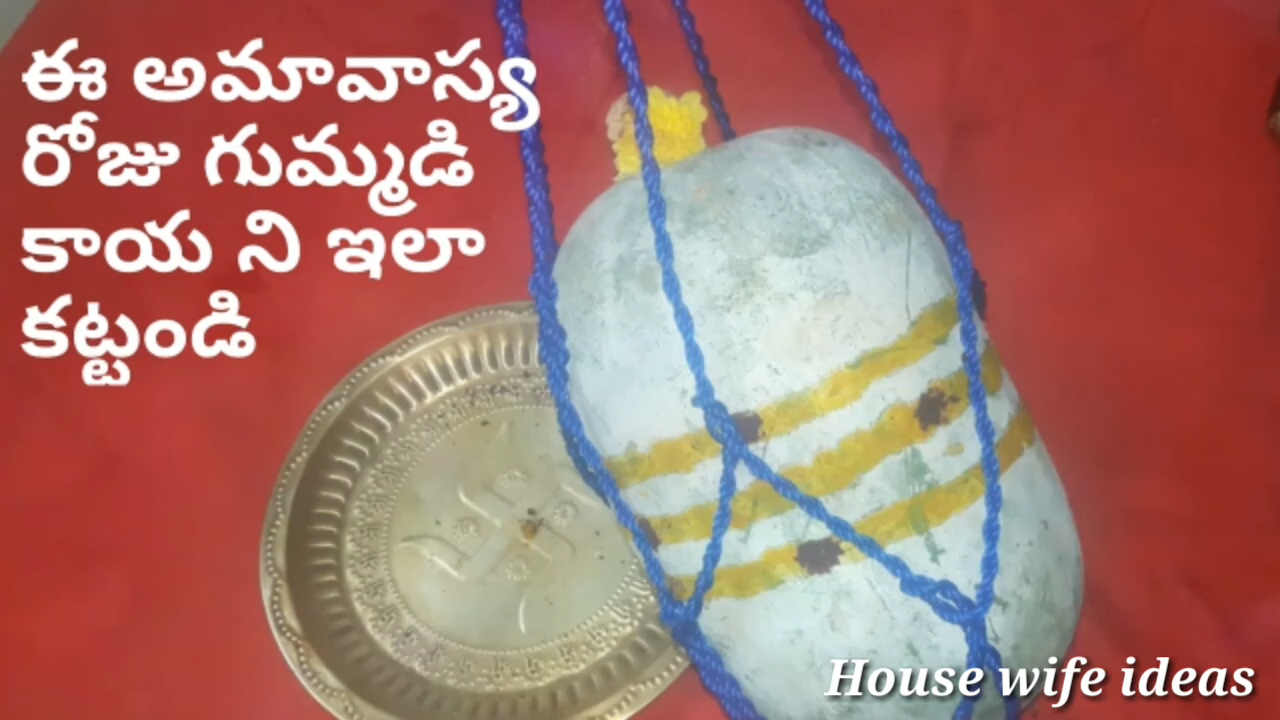 ఈ అమావాస్య
రోజు గుమ్మడి
కాయ ని ఇలా
కట్టండి
House wife ideas